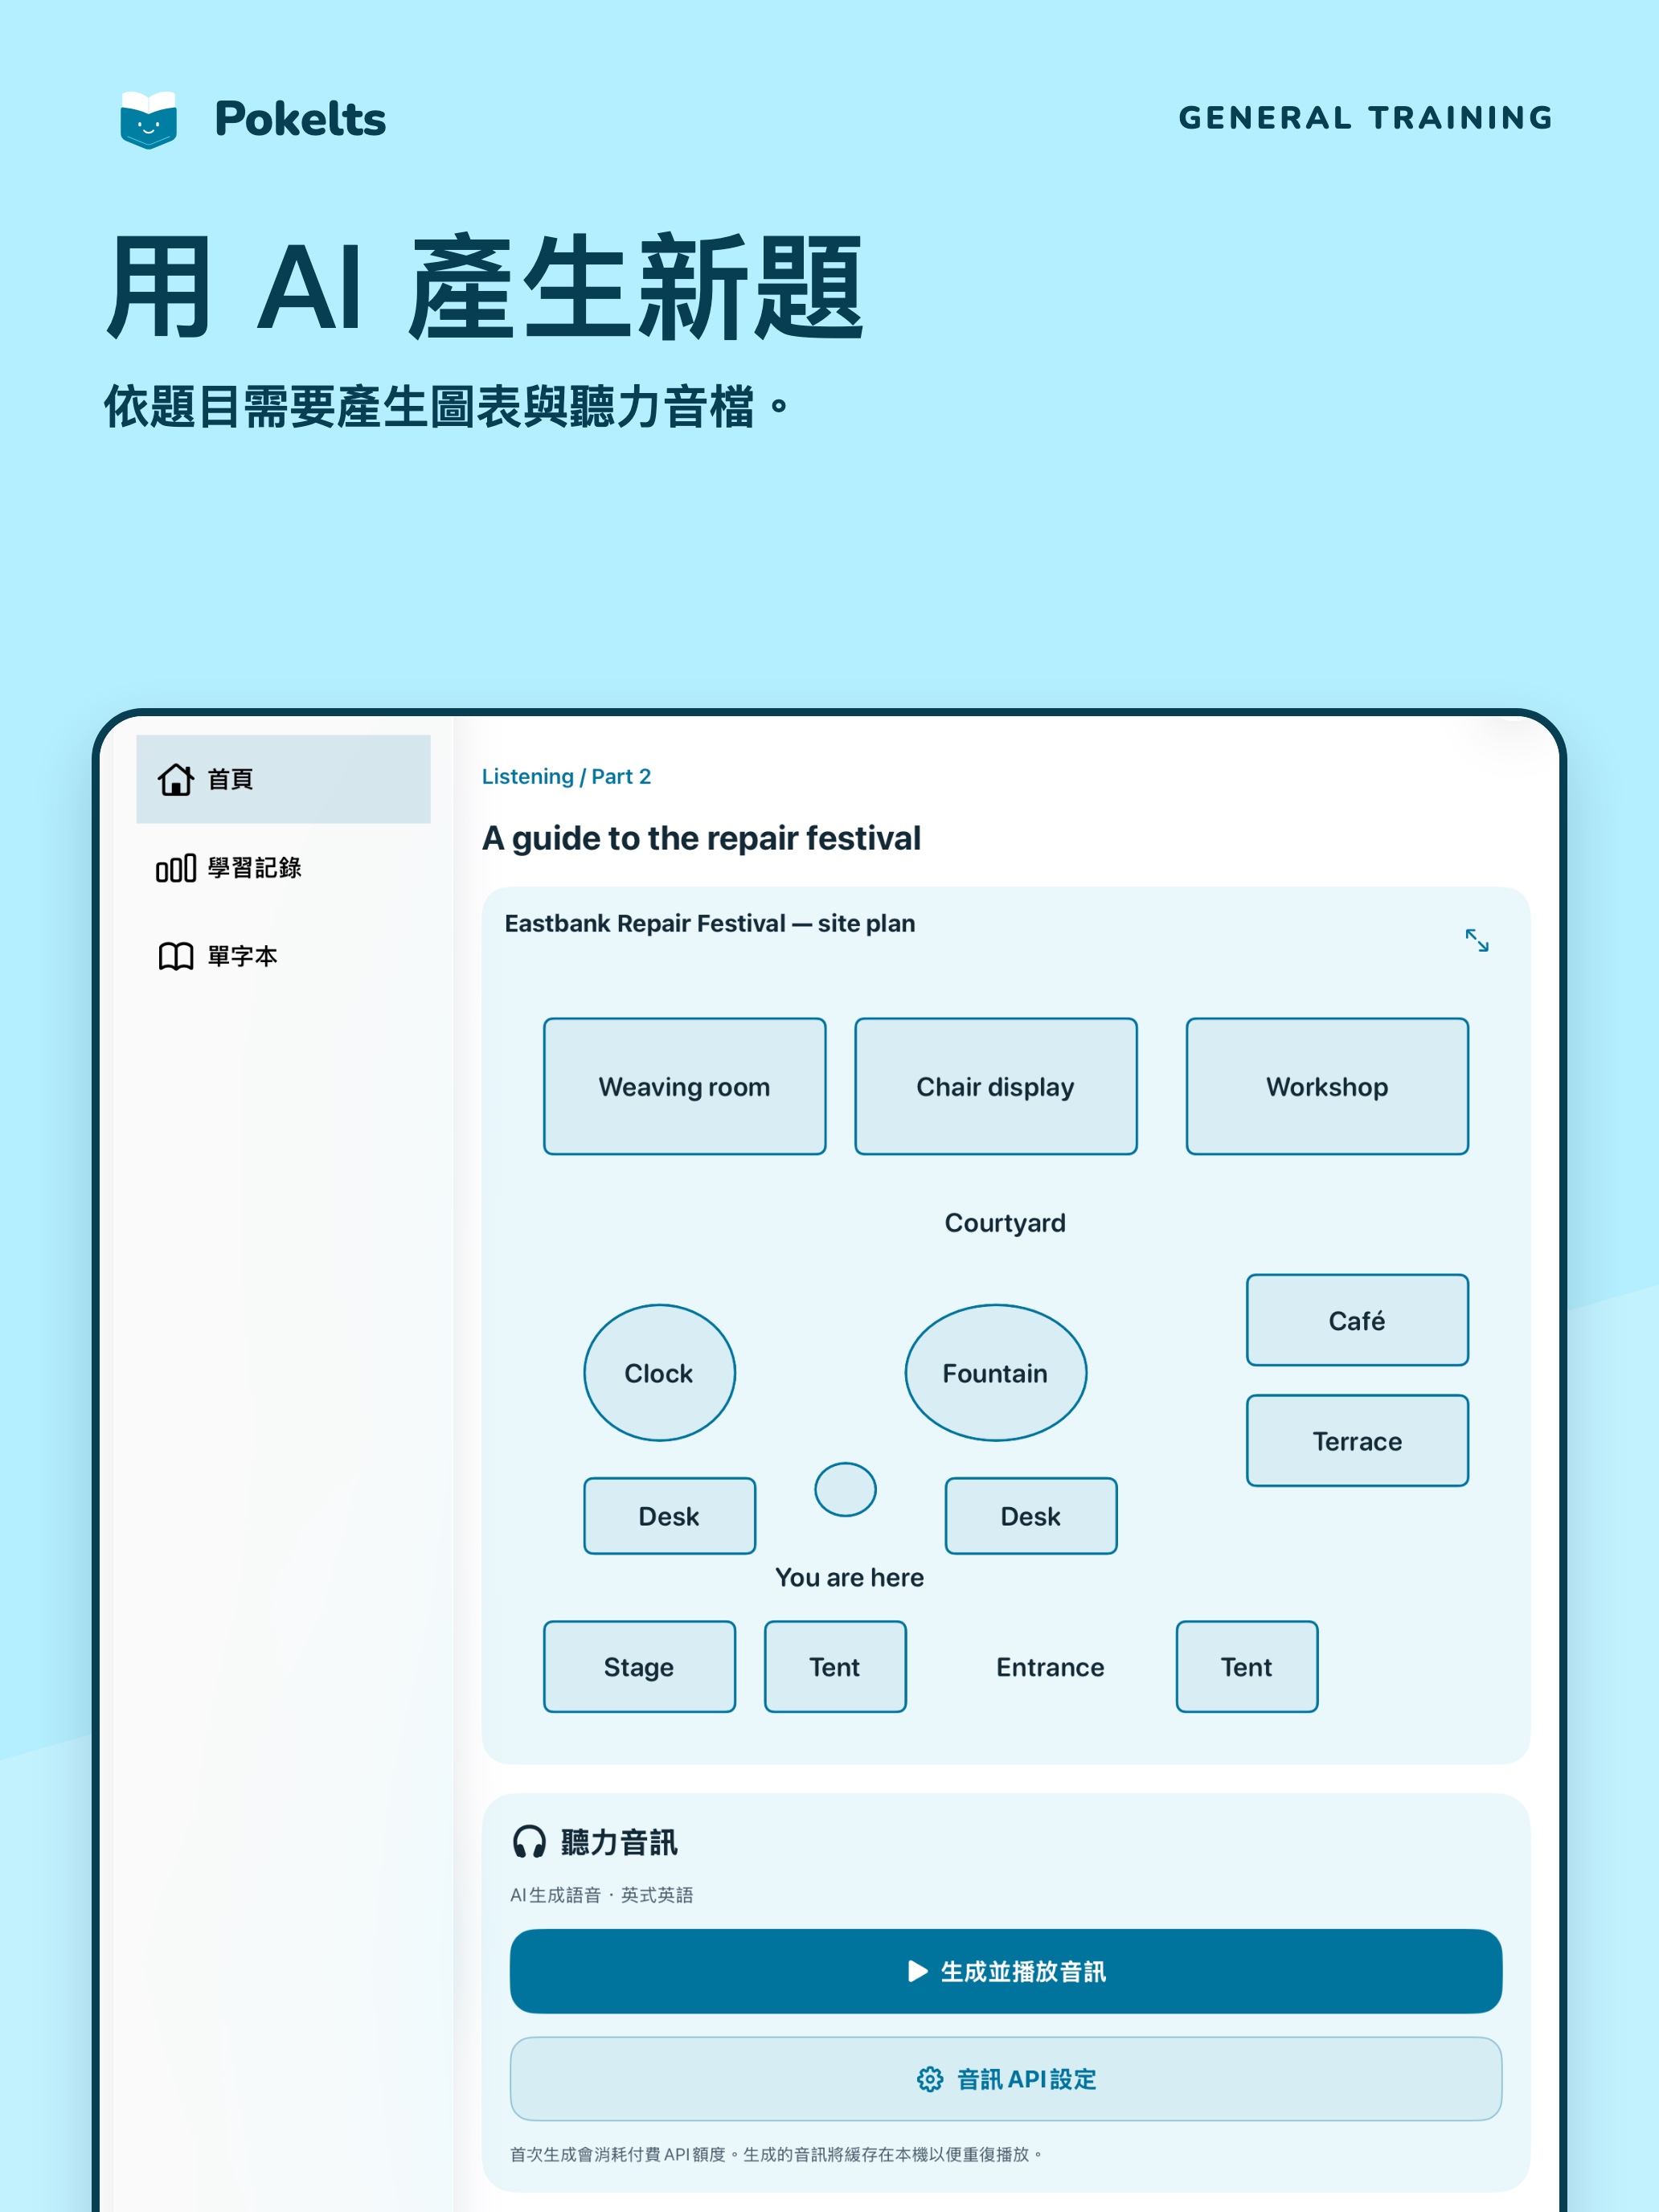 Pokelts
GENERAL TRAINING
用 AI 產生新題
依題目需要產生圖表與聽力音檔。
首頁
學習記錄
單字本
Listening / Part 2
A guide to the repair festival
Eastbank Repair Festival — site plan
Weaving room
Chair display
Workshop
Courtyard
Café
Clock
Fountain
Terrace
Desk
Desk
You are here
Stage
Tent
Entrance
Tent
聽力音訊
AI生成語音 · 英式英語
生成並播放音訊
音訊 API 設定
首次生成會消耗付費 API 額度。生成的音訊將緩存在本機以便重復播放。